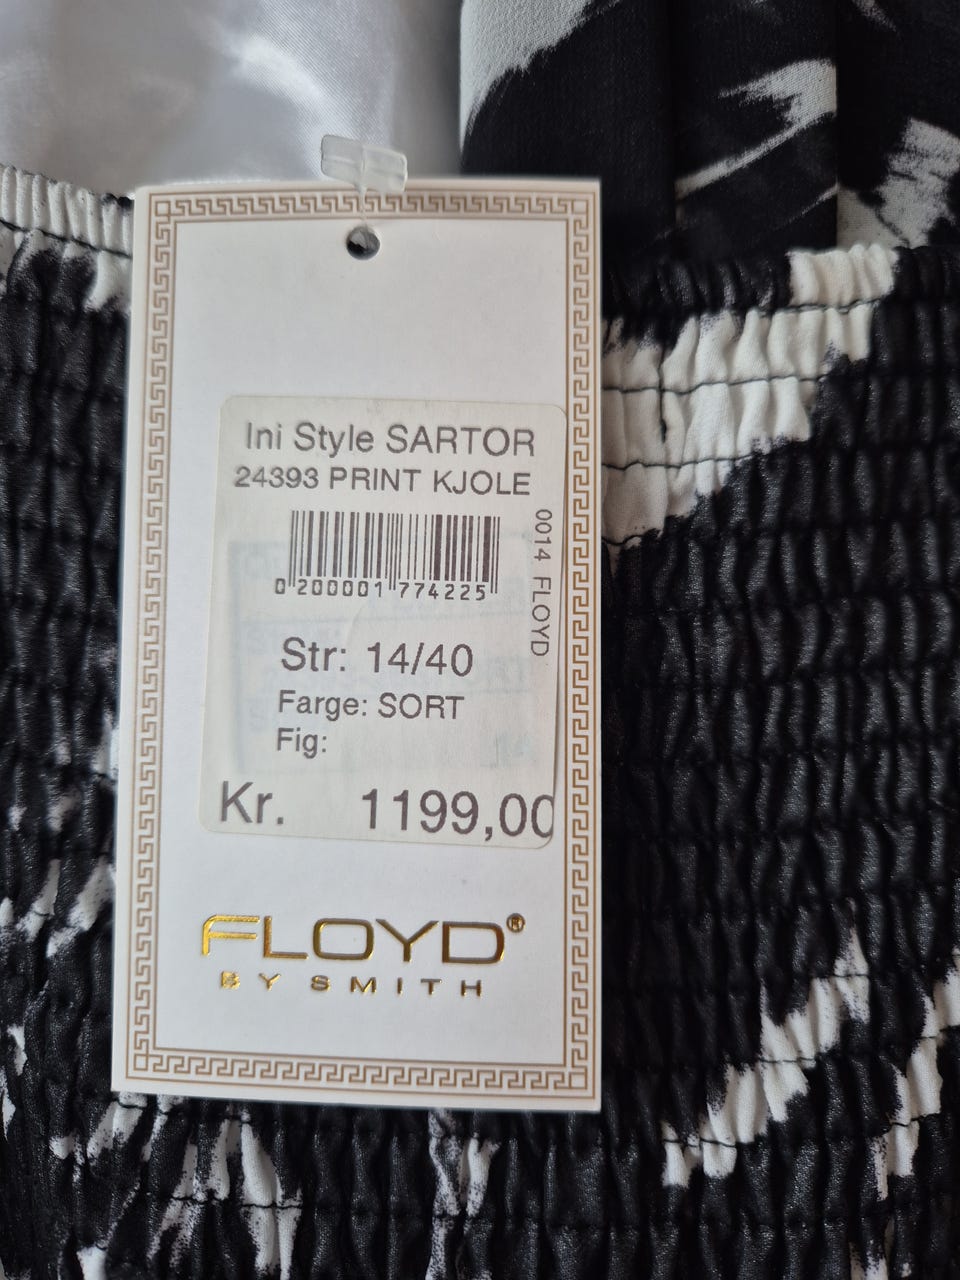 Ini Style SARTOR
24393 PRINT KJOLE
0 200001 774225
0014 FLOYD
Str: 14/40
Farge: SORT
Fig:
Kr. 1199,00
FLOYD®
BY SMITH